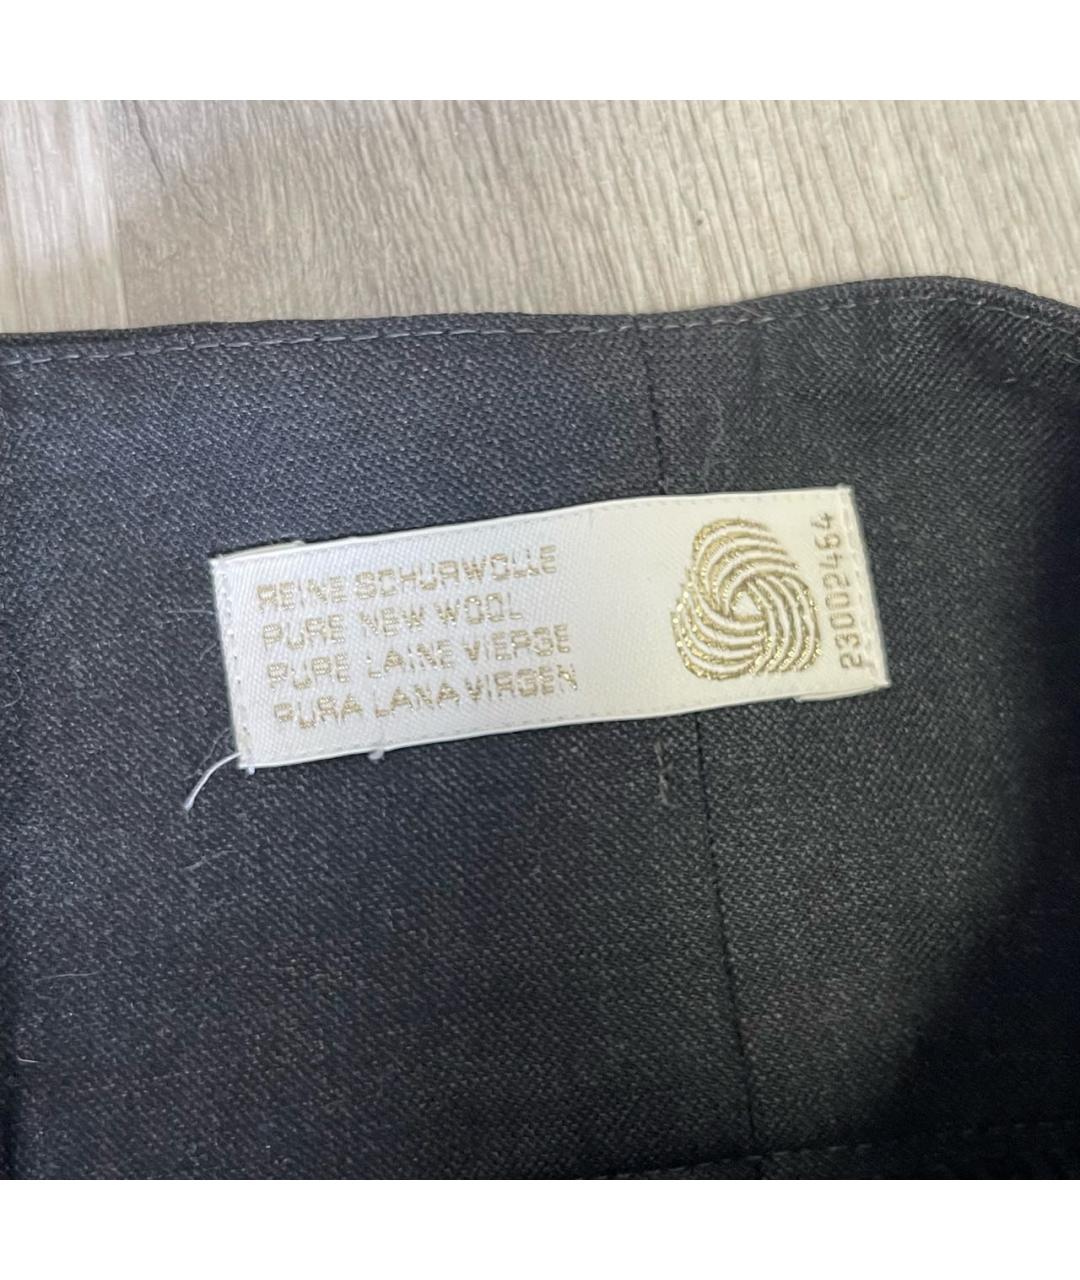 REINE SCHURWOLLE
PURE NEW WOOL
PURE LAINE VIERGE
PURA LANA VIRGEN
23002464